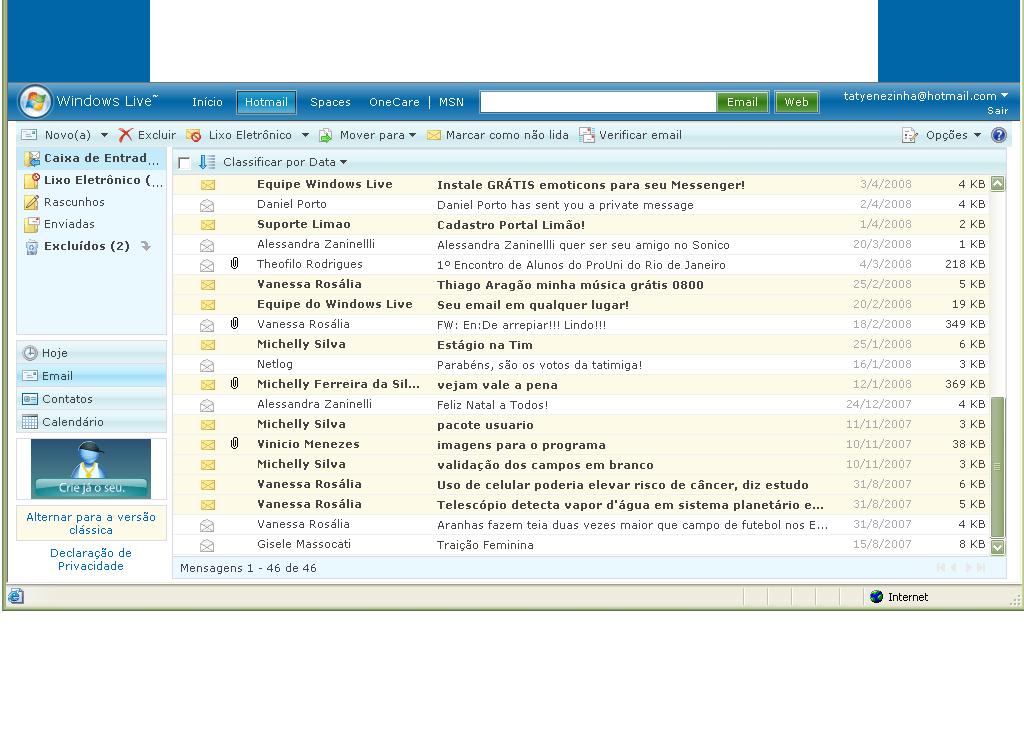 Windows Live™ Início Hotmail Spaces OneCare | MSN Email Web tatyenezinha@hotmail.com
Sair
Novo(a) Excluir Lixo Eletrônico Mover para Marcar como não lida Verificar email Opções
Caixa de Entrad...
Lixo Eletrônico (...
Rascunhos
Enviadas
Excluídos (2)
Hoje
Email
Contatos
Calendário
Crie já o seu.
Alternar para a versão
clássica
Declaração de
Privacidade
Classificar por Data
Equipe Windows Live Instale GRÁTIS emoticons para seu Messenger! 3/4/2008 4 KB
Daniel Porto Daniel Porto has sent you a private message 2/4/2008 4 KB
Suporte Limao Cadastro Portal Limão! 1/4/2008 2 KB
Alessandra Zaninellli Alessandra Zaninellli quer ser seu amigo no Sonico 20/3/2008 1 KB
Theofilo Rodrigues 1º Encontro de Alunos do ProUni do Rio de Janeiro 4/3/2008 218 KB
Vanessa Rosália Thiago Aragão minha música grátis 0800 25/2/2008 5 KB
Equipe do Windows Live Seu email em qualquer lugar! 20/2/2008 19 KB
Vanessa Rosália FW: En:De arrepiar!!! Lindo!!! 18/2/2008 349 KB
Michelly Silva Estágio na Tim 25/1/2008 6 KB
Netlog Parabéns, são os votos da tatimiga! 16/1/2008 3 KB
Michelly Ferreira da Sil... vejam vale a pena 12/1/2008 369 KB
Alessandra Zaninelli Feliz Natal a Todos! 24/12/2007 4 KB
Michelly Silva pacote usuario 11/11/2007 3 KB
Vinicio Menezes imagens para o programa 10/11/2007 38 KB
Michelly Silva validação dos campos em branco 10/11/2007 3 KB
Vanessa Rosália Uso de celular poderia elevar risco de câncer, diz estudo 31/8/2007 6 KB
Vanessa Rosália Telescópio detecta vapor d'água em sistema planetário e... 31/8/2007 5 KB
Vanessa Rosália Aranhas fazem teia duas vezes maior que campo de futebol nos E... 31/8/2007 4 KB
Gisele Massocati Traição Feminina 15/8/2007 8 KB
Mensagens 1 - 46 de 46
Internet